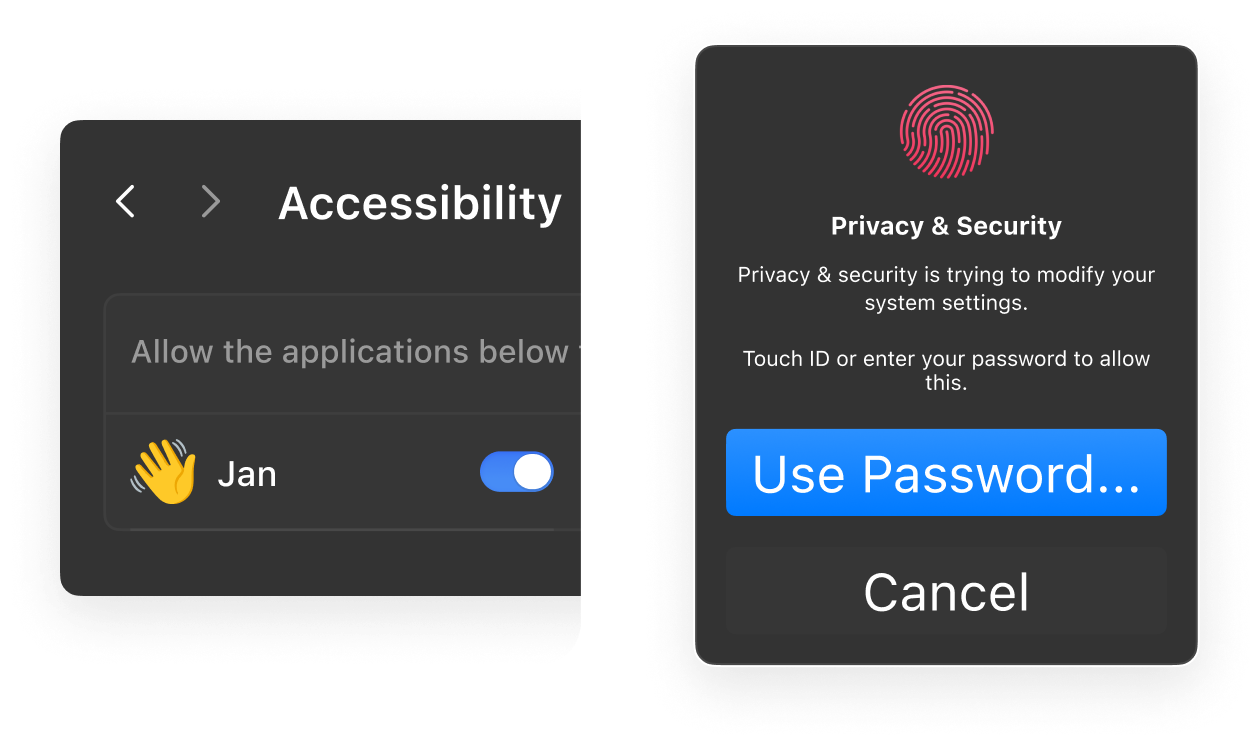 Accessibility
Allow the applications below
Jan
Privacy & Security
Privacy & security is trying to modify your
system settings.
Touch ID or enter your password to allow
this.
Use Password...
Cancel